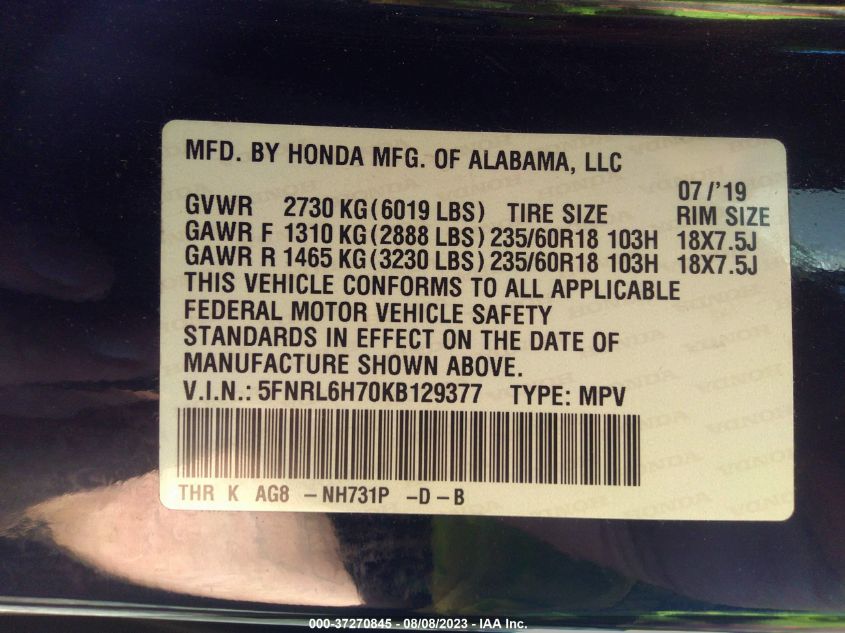 MFD. BY HONDA MFG. OF ALABAMA, LLC
07/'19
GVWR 2730 KG (6019 LBS) TIRE SIZE RIM SIZE
GAWR F 1310 KG (2888 LBS) 235/60R18 103H 18X7.5J
GAWR R 1465 KG (3230 LBS) 235/60R18 103H 18X7.5J
THIS VEHICLE CONFORMS TO ALL APPLICABLE
FEDERAL MOTOR VEHICLE SAFETY
STANDARDS IN EFFECT ON THE DATE OF
MANUFACTURE SHOWN ABOVE.
V.I.N.: 5FNRL6H70KB129377 TYPE: MPV
THR K AG8 -NH731P -D-B
000-37270845 - 08/08/2023 - IAA Inc.